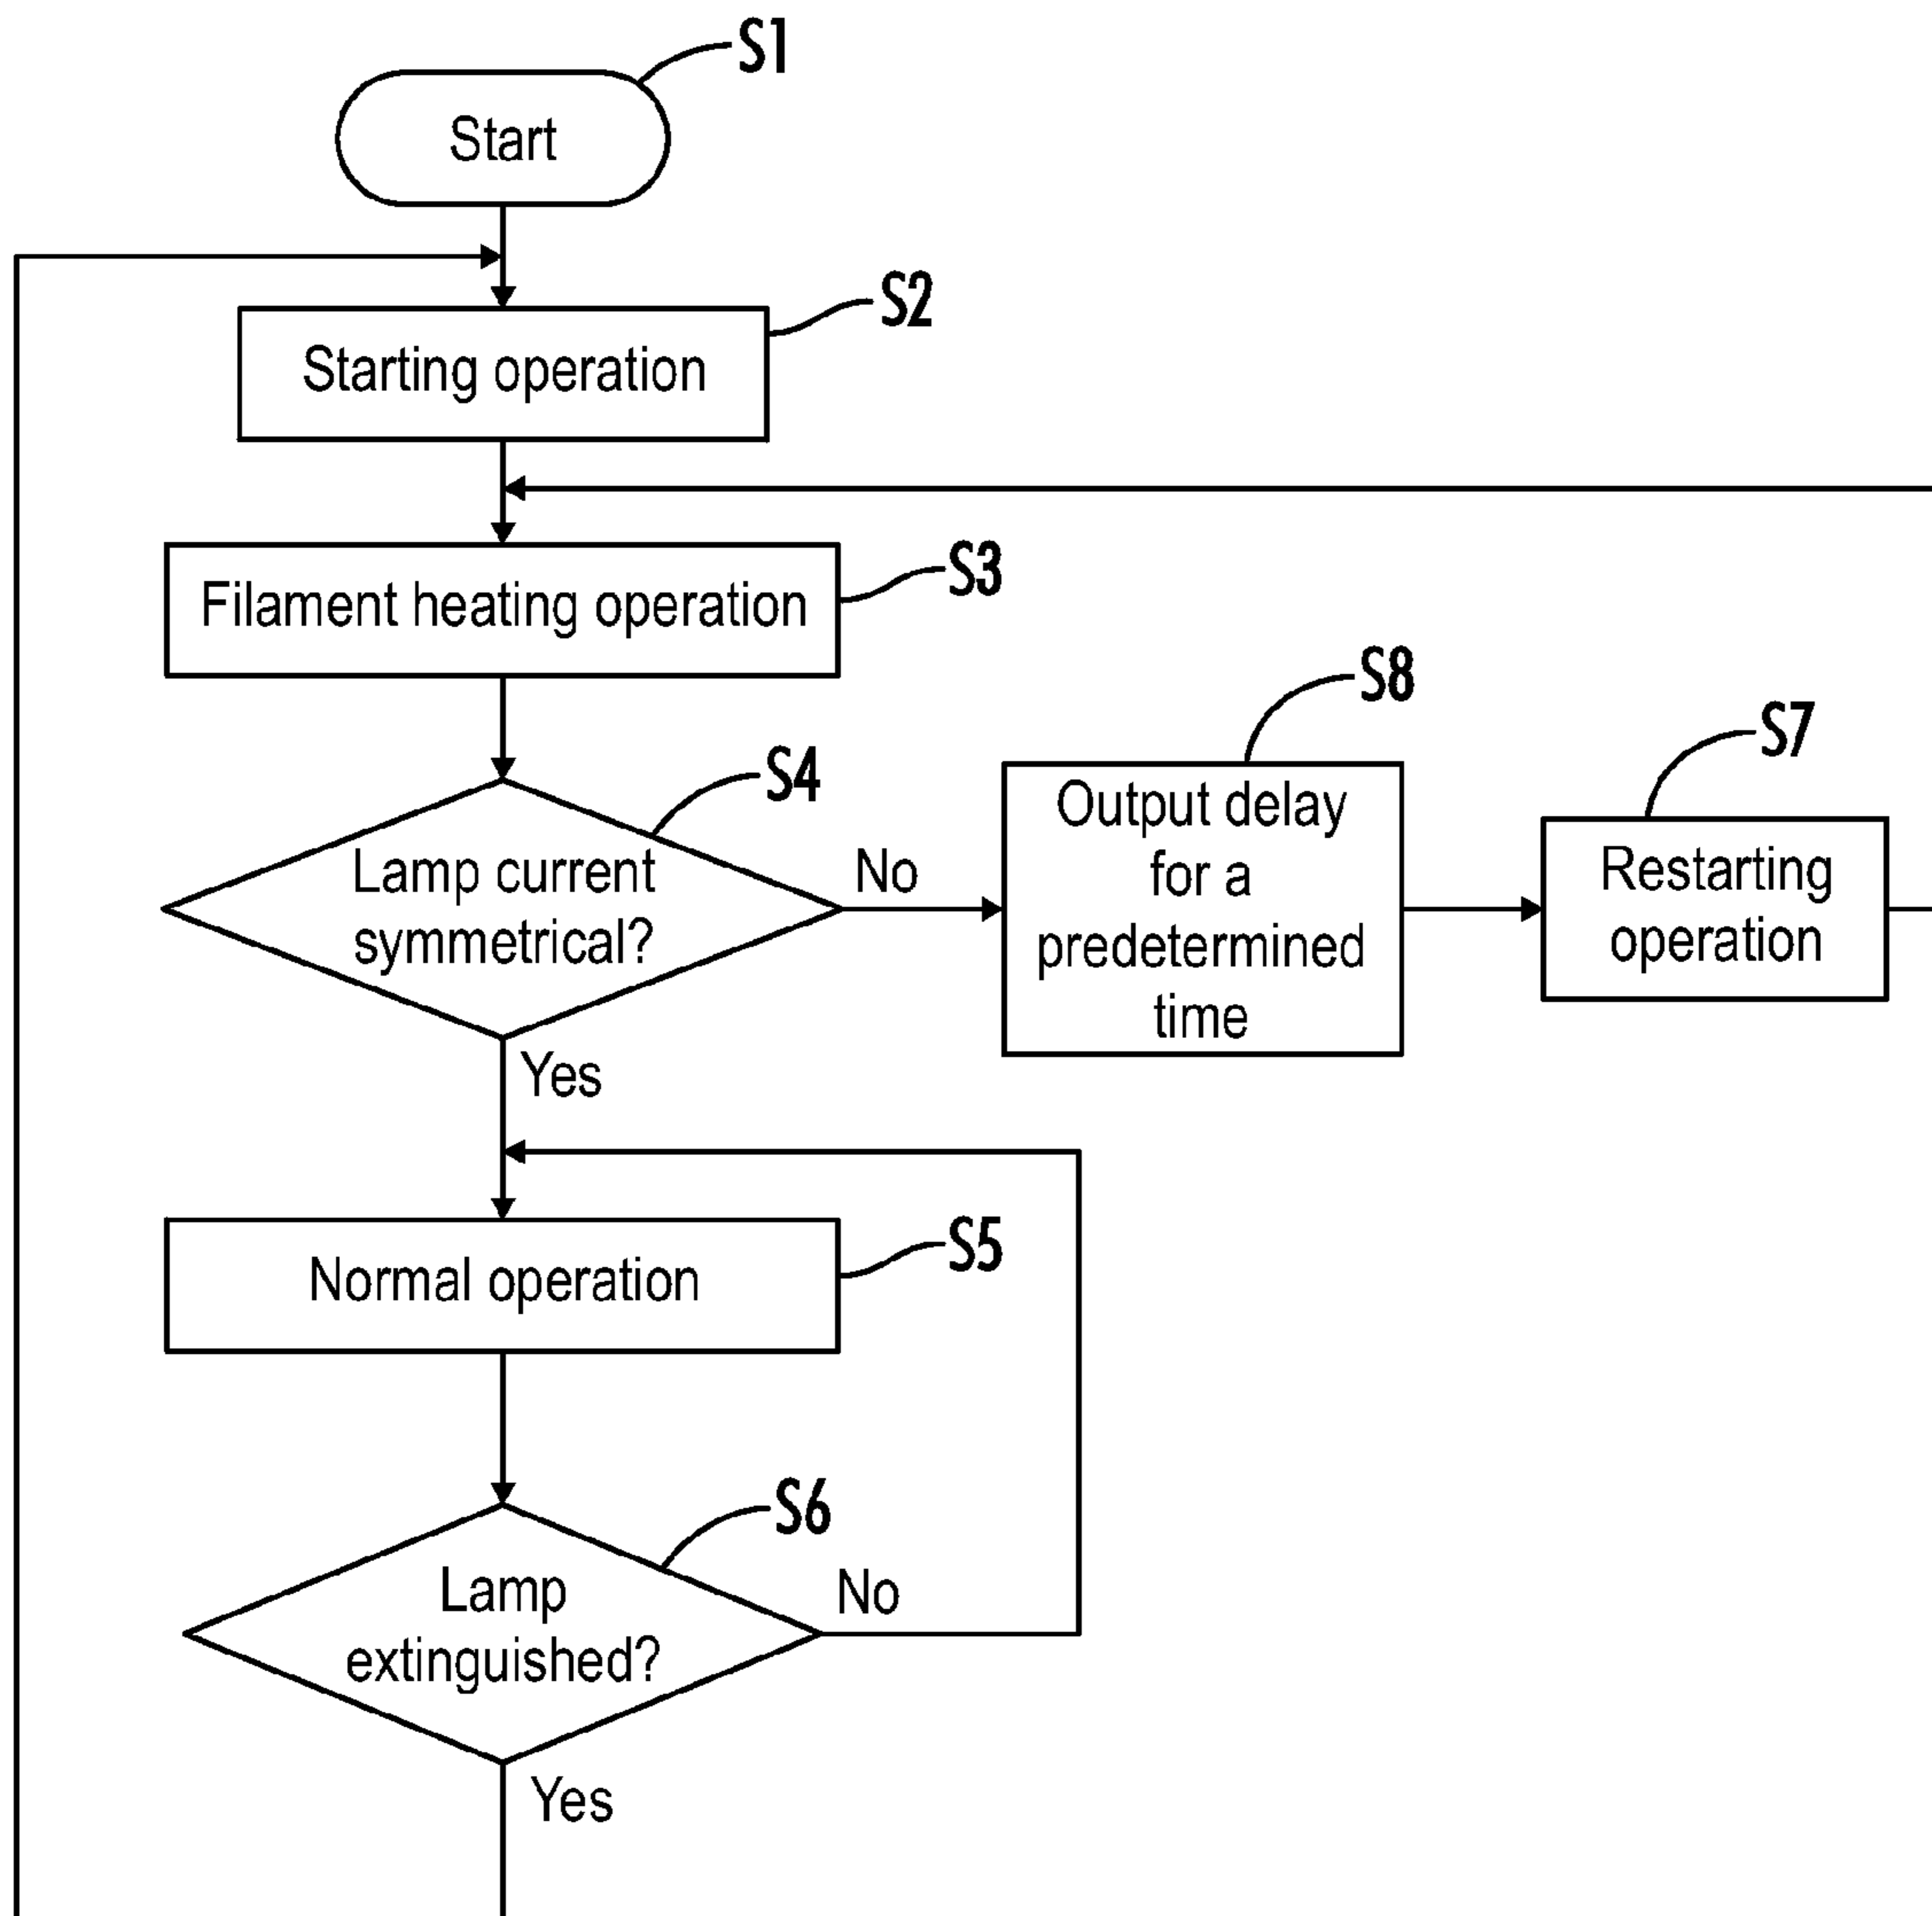 S1
Start
S2
Starting operation
S3
Filament heating operation
S4
Lamp current
symmetrical?
No
S8
Output delay
for a
predetermined
time
S7
Restarting
operation
Yes
S5
Normal operation
S6
Lamp
extinguished?
No
Yes